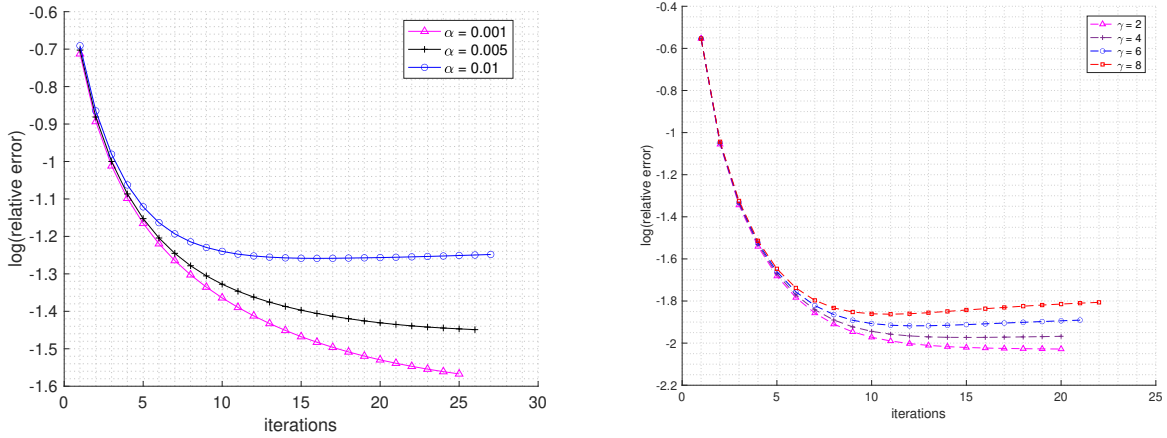 -0.6
-0.7
-0.8
-0.9
-1
-1.1
-1.2
-1.3
-1.4
-1.5
-1.6
log(relative error)
0 5 10 15 20 25 30
iterations
α = 0.001
α = 0.005
α = 0.01
-0.4
-0.6
-0.8
-1
-1.2
-1.4
-1.6
-1.8
-2
-2.2
log(relative error)
0 5 10 15 20 25
iterations
γ = 2
γ = 4
γ = 6
γ = 8